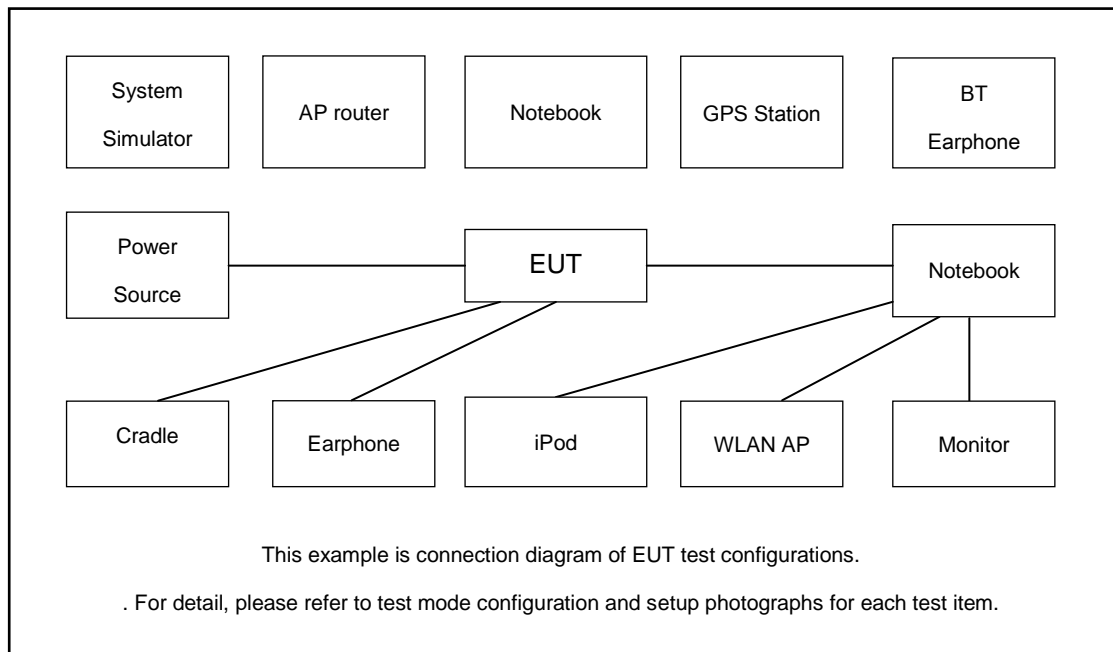 System
Simulator
AP router
Notebook
GPS Station
BT
Earphone
Power
Source
EUT
Notebook
Cradle
Earphone
iPod
WLAN AP
Monitor
This example is connection diagram of EUT test configurations.
. For detail, please refer to test mode configuration and setup photographs for each test item.